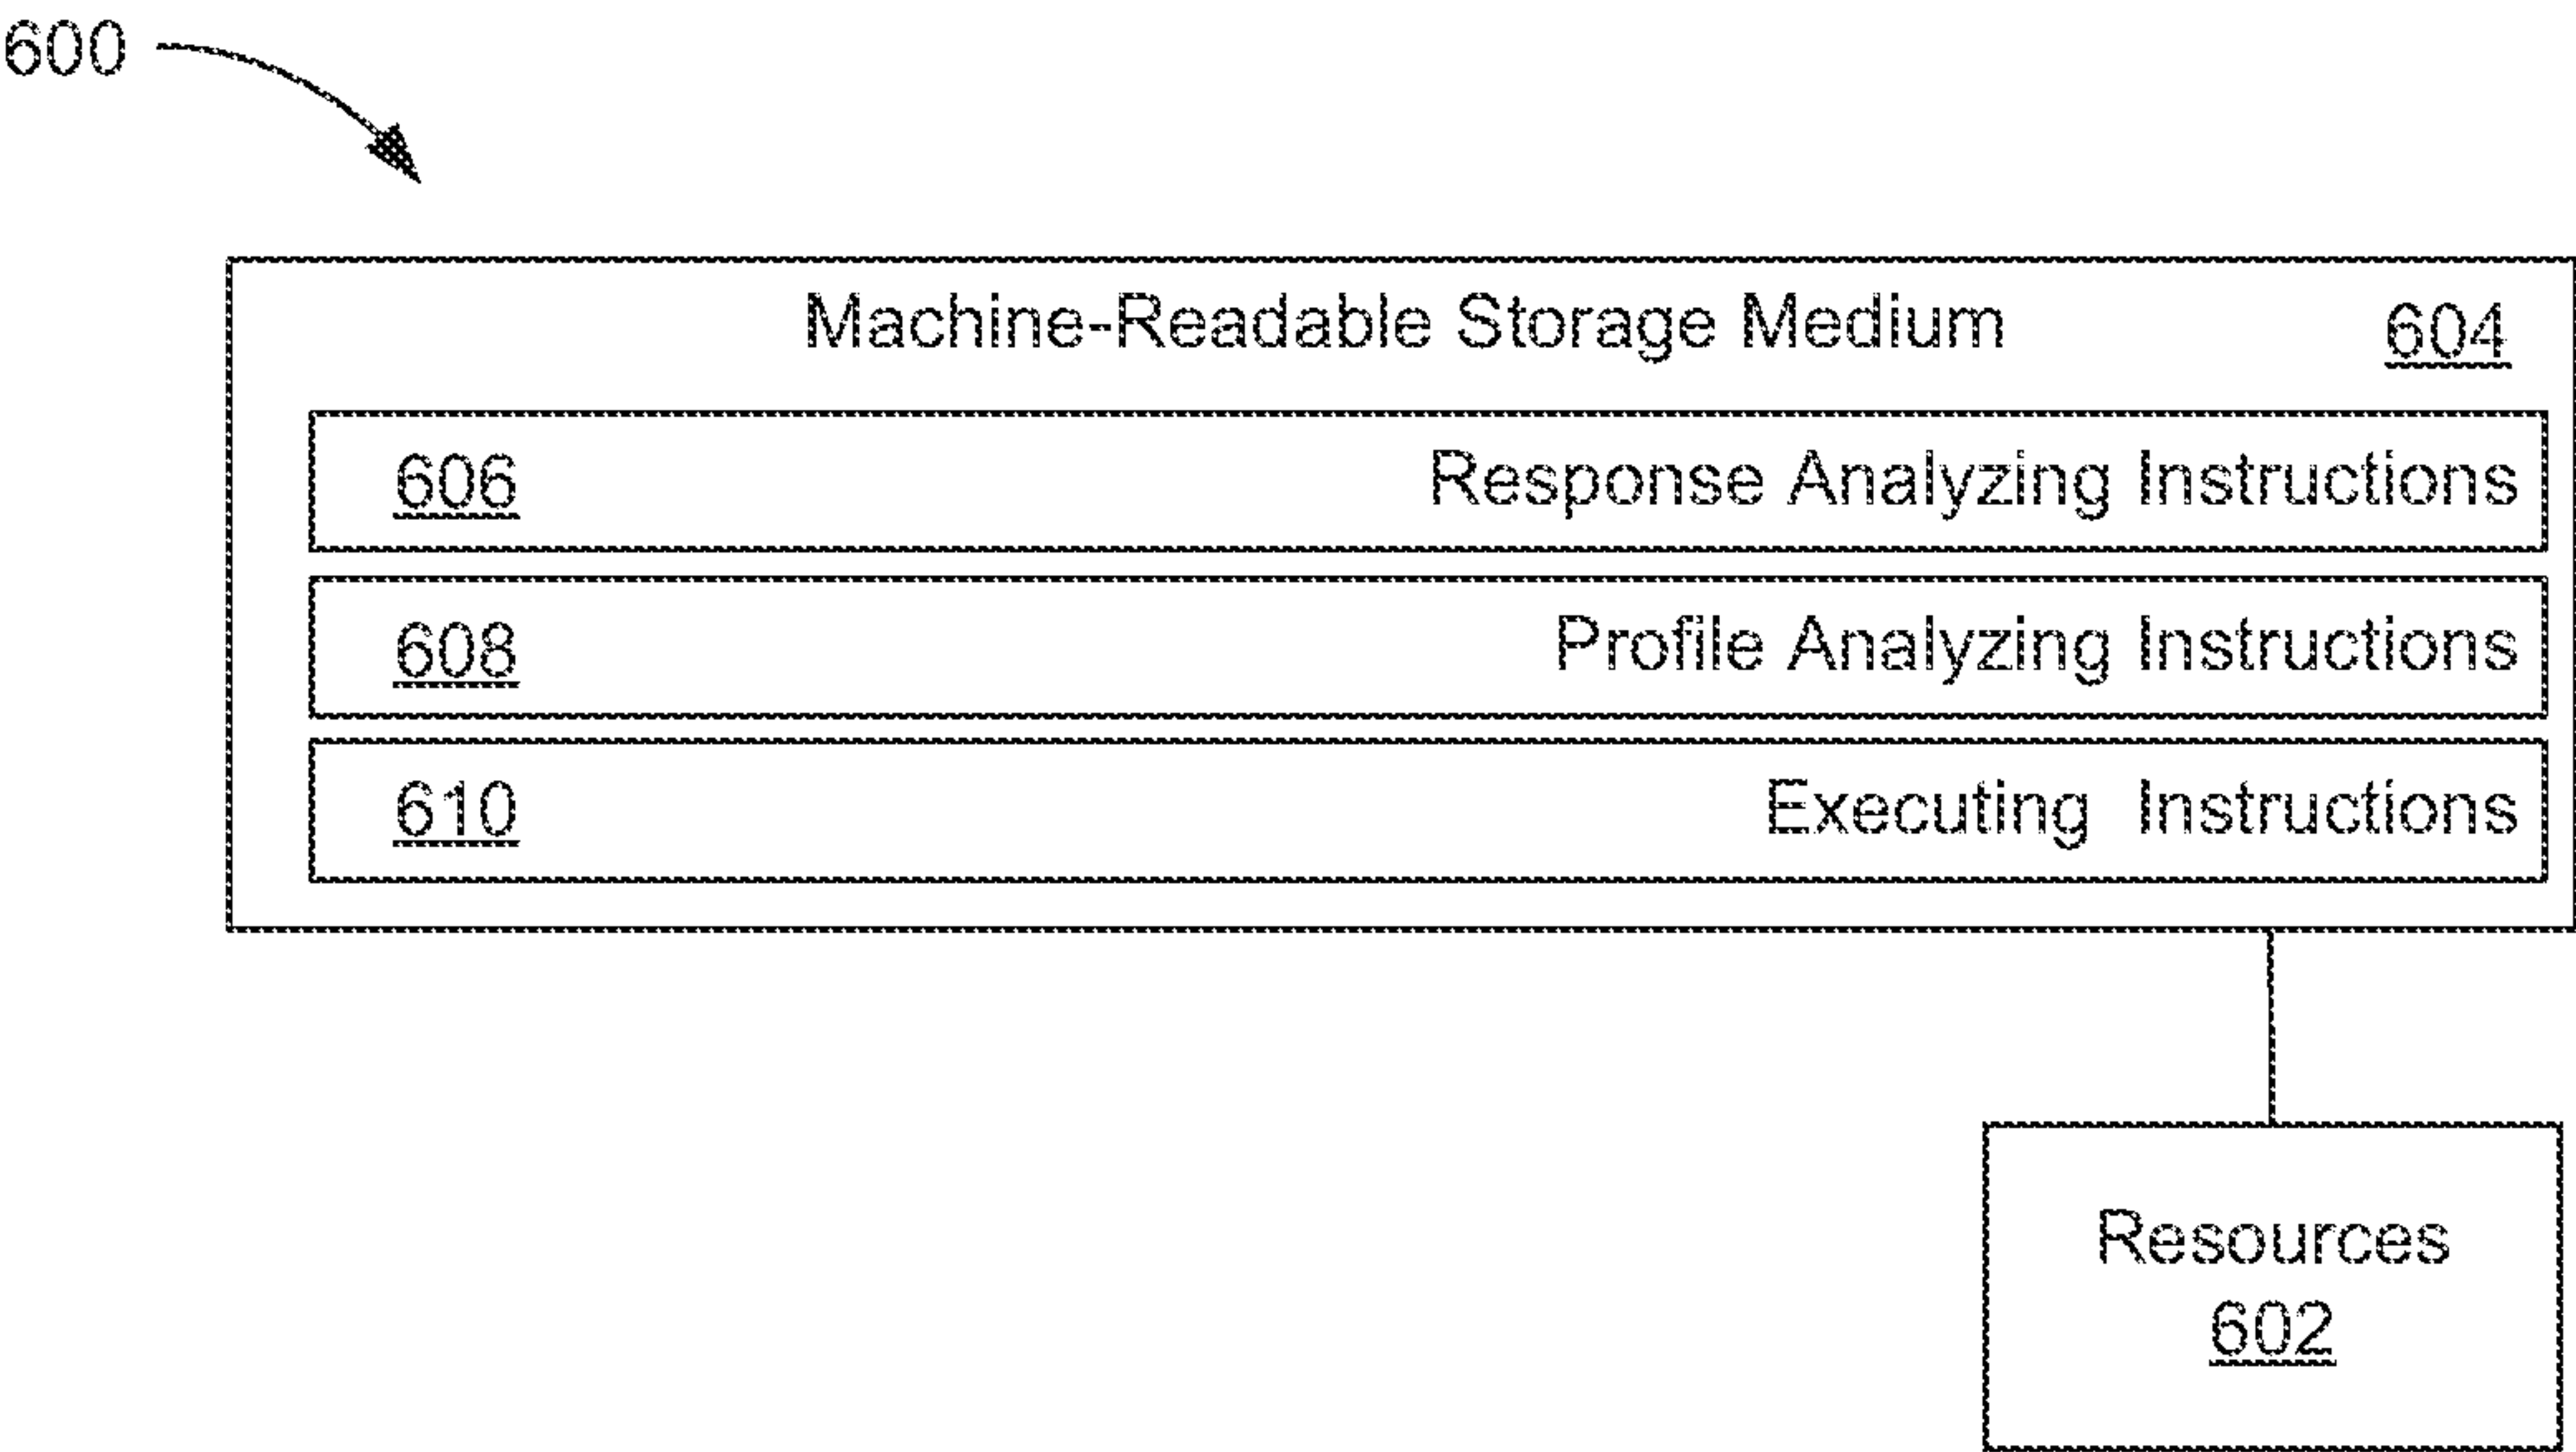 600
Machine-Readable Storage Medium 604
606 Response Analyzing Instructions
608 Profile Analyzing Instructions
610 Executing Instructions
Resources
602